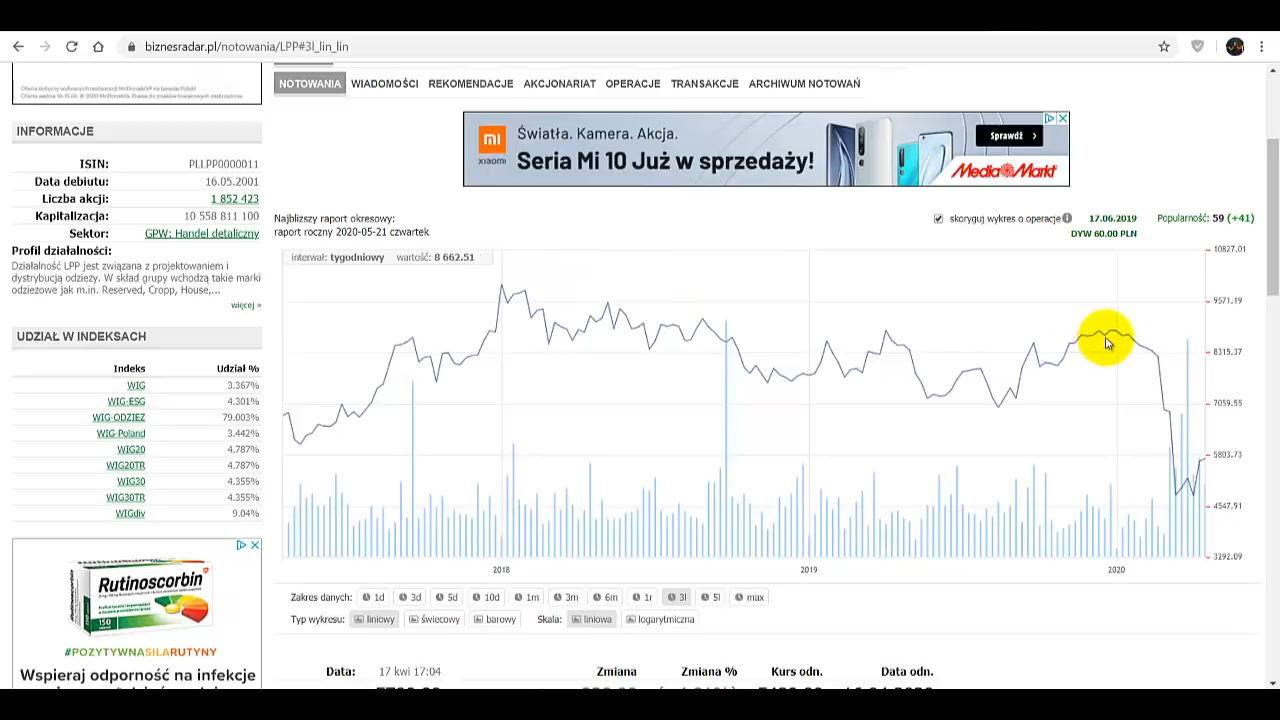 biznesradar.pl/notowania/LPP#3l_lin_lin
NOTOWANIA WIADOMOŚCI REKOMENDACJE AKCJONARIAT OPERACJE TRANSAKCJE ARCHIWUM NOTOWAŃ
INFORMACJE
ISIN: PLLPP0000011
Data debiutu: 16.05.2001
Liczba akcji: 1 852 423
Kapitalizacja: 10 558 811 100
Sektor: GPW: Handel detaliczny
Profil działalności:
Działalność LPP jest związana z projektowaniem i
dystrybucją odzieży. W skład grupy wchodzą takie marki
odzieżowe jak m.in. Reserved, Cropp, House,...
więcej »
UDZIAŁ W INDEKSACH
Indeks Udział %
WIG 3.367%
WIG-ESG 4.301%
WIG-ODZIEZ 79.003%
WIG-Poland 3.442%
WIG20 4.787%
WIG20TR 4.787%
WIG30 4.355%
WIG30TR 4.355%
WIGdiv 9.04%
Rutinoscorbin
150
#POZYTYWNASIŁARUTYNY
Wspieraj odporność na infekcje
mi
xiaomi
Światła. Kamera. Akcja.
Seria Mi 10 Już w sprzedaży!
Sprawdź
Media Markt
Najbliższy raport okresowy:
raport roczny 2020-05-21 czwartek
skoryguj wykres o operacje 17.06.2019 Popularność: 59 (+41)
DYW 60.00 PLN
interwał: tygodniowy wartość: 8 662.51
10827.01
9571.19
8315.37
7059.55
5803.73
4547.91
3292.09
2018 2019 2020
Zakres danych: 1d 3d 5d 10d 1m 3m 6m 1r 3l 5l max
Typ wykresu: liniowy świecowy barowy Skala: liniowa logarytmiczna
Data: 17 kwi 17:04 Zmiana Zmiana % Kurs odn. Data odn.